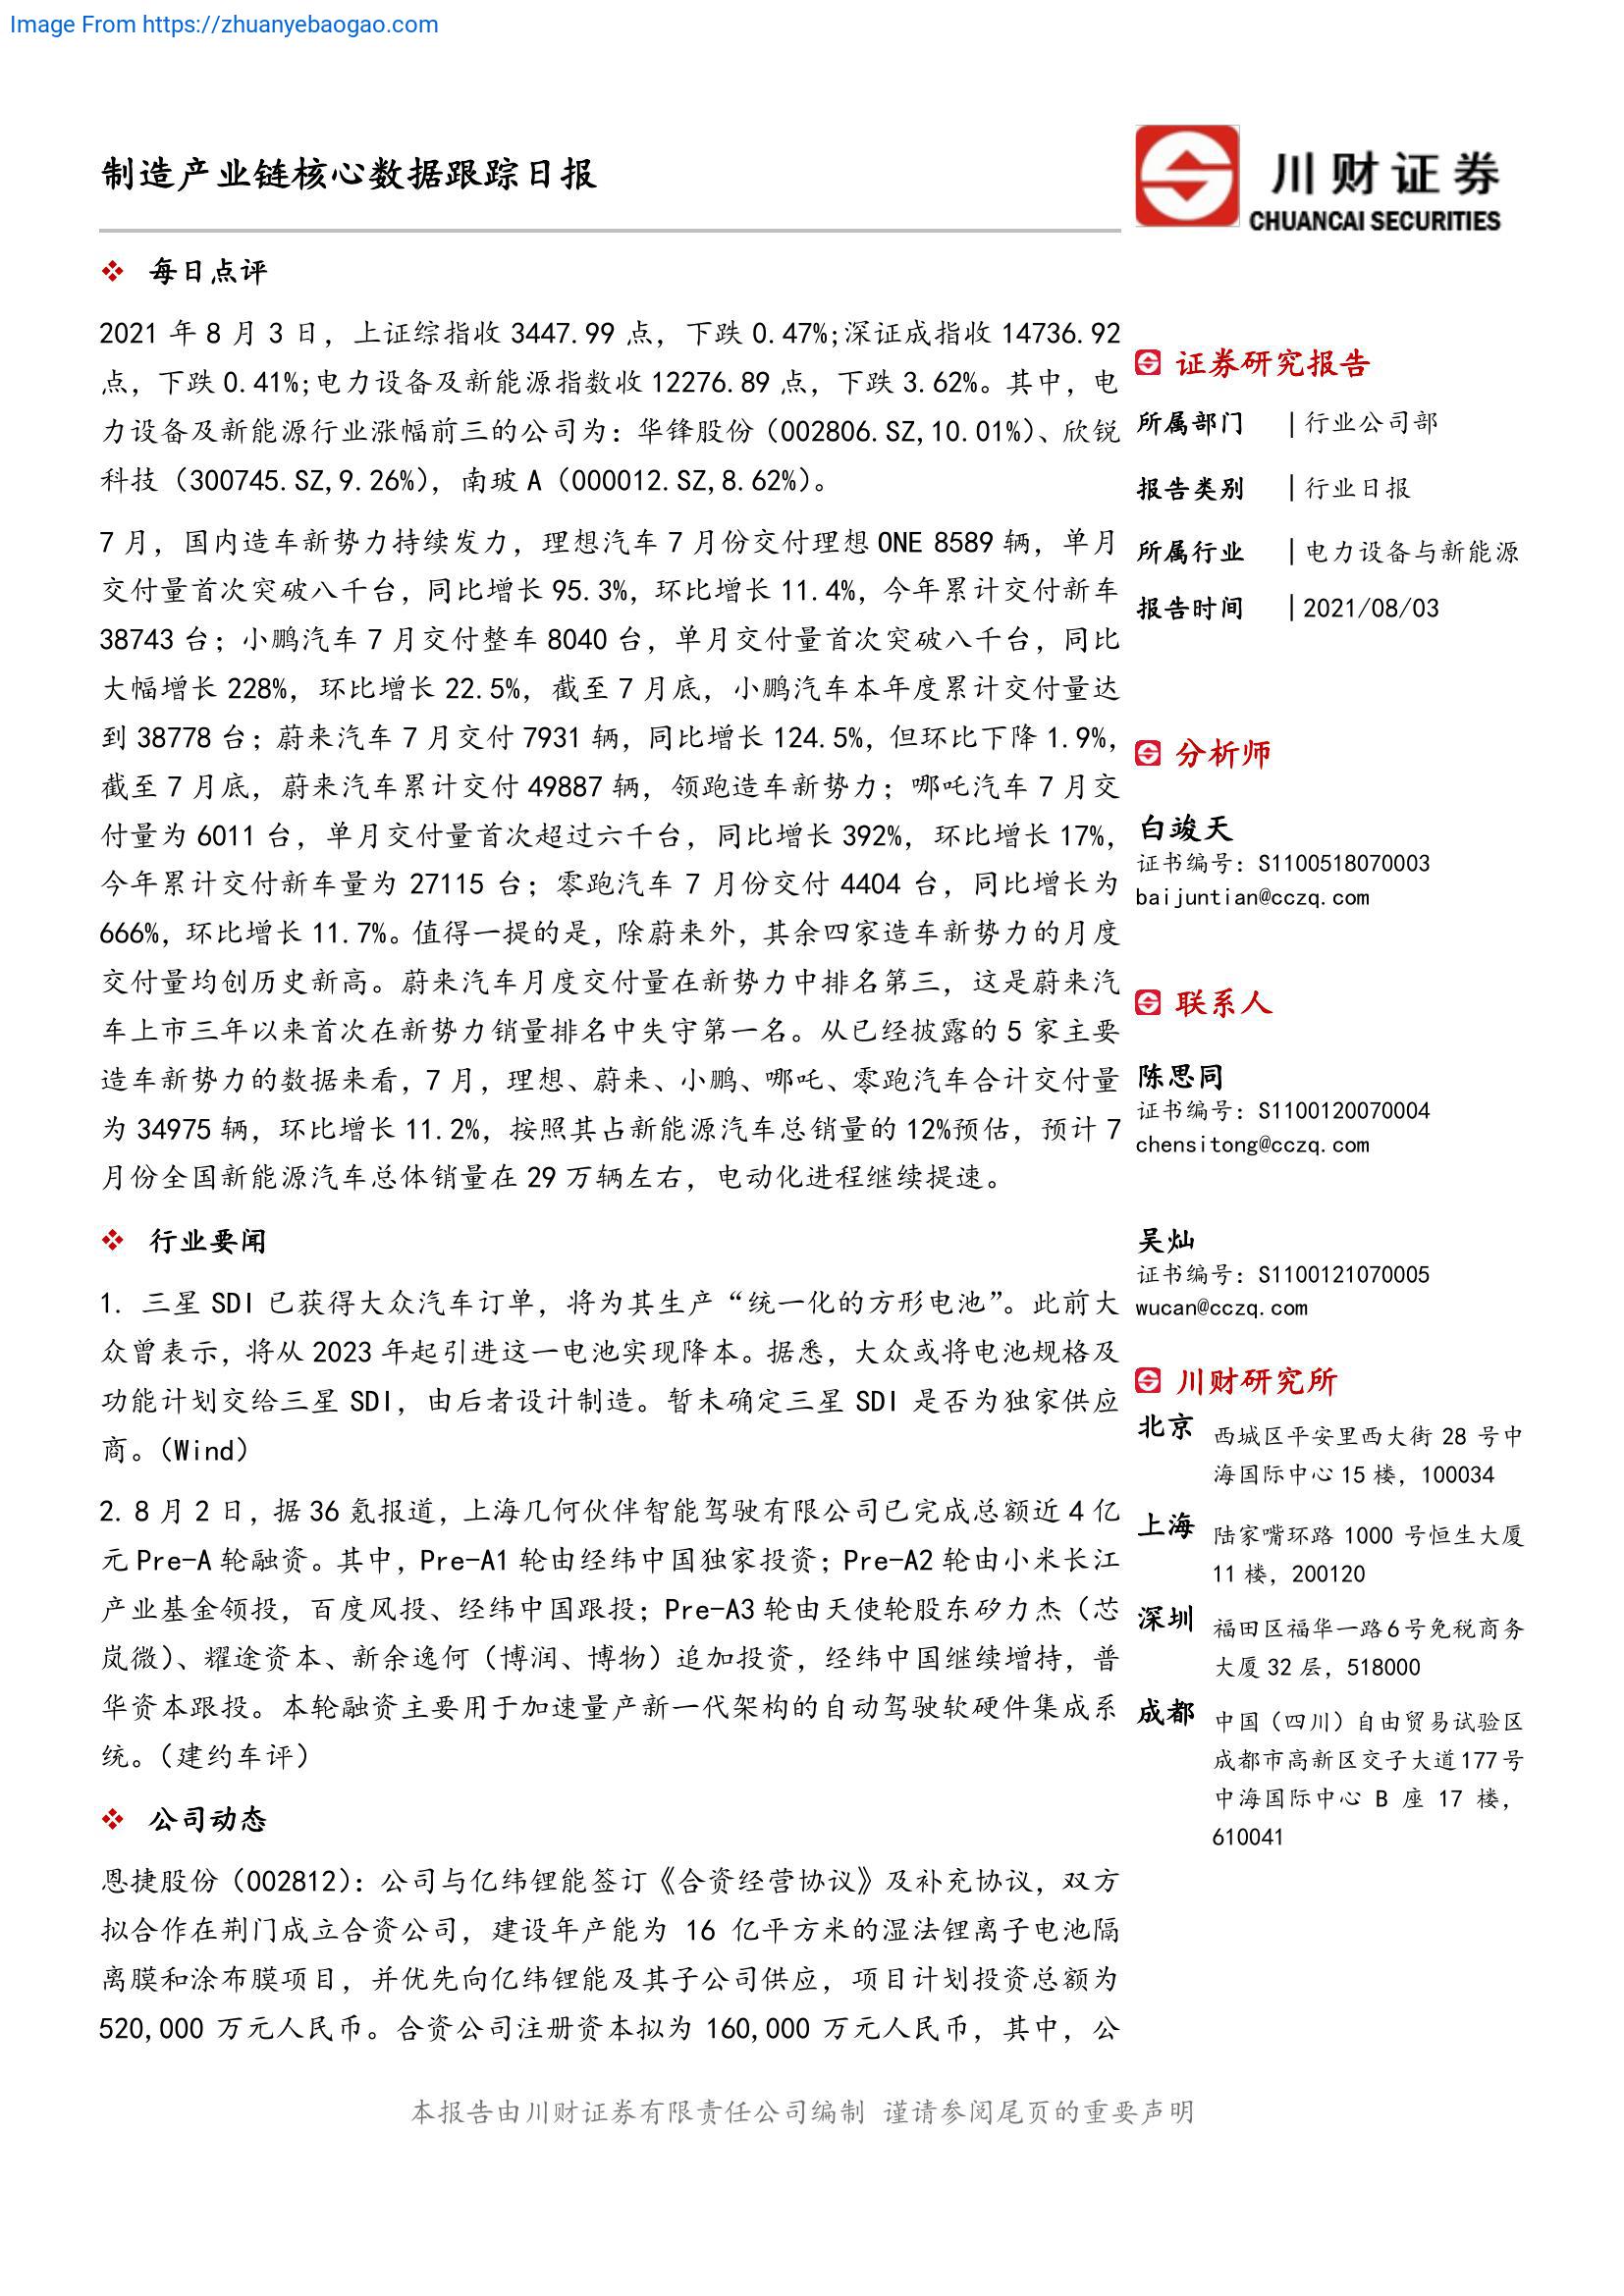 Image From https://zhuanyebaogao.com
制造产业链核心数据跟踪日报
川财证券
CHUANCAI SECURITIES
每日点评
2021 年 8 月 3 日，上证综指收 3447.99 点，下跌 0.47%;深证成指收 14736.92
点，下跌 0.41%;电力设备及新能源指数收 12276.89 点，下跌 3.62%。其中，电
力设备及新能源行业涨幅前三的公司为：华锋股份（002806.SZ,10.01%）、欣锐
科技（300745.SZ,9.26%），南玻 A（000012.SZ,8.62%）。
7 月，国内造车新势力持续发力，理想汽车 7 月份交付理想 ONE 8589 辆，单月
交付量首次突破八千台，同比增长 95.3%，环比增长 11.4%，今年累计交付新车
38743 台；小鹏汽车 7 月交付整车 8040 台，单月交付量首次突破八千台，同比
大幅增长 228%，环比增长 22.5%，截至 7 月底，小鹏汽车本年度累计交付量达
到 38778 台；蔚来汽车 7 月交付 7931 辆，同比增长 124.5%，但环比下降 1.9%，
截至 7 月底，蔚来汽车累计交付 49887 辆，领跑造车新势力；哪吒汽车 7 月交
付量为 6011 台，单月交付量首次超过六千台，同比增长 392%，环比增长 17%，
今年累计交付新车量为 27115 台；零跑汽车 7 月份交付 4404 台，同比增长为
666%，环比增长 11.7%。值得一提的是，除蔚来外，其余四家造车新势力的月度
交付量均创历史新高。蔚来汽车月度交付量在新势力中排名第三，这是蔚来汽
车上市三年以来首次在新势力销量排名中失守第一名。从已经披露的 5 家主要
造车新势力的数据来看，7 月，理想、蔚来、小鹏、哪吒、零跑汽车合计交付量
为 34975 辆，环比增长 11.2%，按照其占新能源汽车总销量的 12%预估，预计 7
月份全国新能源汽车总体销量在 29 万辆左右，电动化进程继续提速。
行业要闻
1. 三星 SDI 已获得大众汽车订单，将为其生产“统一化的方形电池”。此前大
众曾表示，将从 2023 年起引进这一电池实现降本。据悉，大众或将电池规格及
功能计划交给三星 SDI，由后者设计制造。暂未确定三星 SDI 是否为独家供应
商。（Wind）
2. 8 月 2 日，据 36 氪报道，上海几何伙伴智能驾驶有限公司已完成总额近 4 亿
元 Pre-A 轮融资。其中，Pre-A1 轮由经纬中国独家投资；Pre-A2 轮由小米长江
产业基金领投，百度风投、经纬中国跟投；Pre-A3 轮由天使轮股东矽力杰（芯
岚微）、耀途资本、新余逸何（博润、博物）追加投资，经纬中国继续增持，普
华资本跟投。本轮融资主要用于加速量产新一代架构的自动驾驶软硬件集成系
统。（建约车评）
公司动态
恩捷股份（002812）：公司与亿纬锂能签订《合资经营协议》及补充协议，双方
拟合作在荆门成立合资公司，建设年产能为 16 亿平方米的湿法锂离子电池隔
离膜和涂布膜项目，并优先向亿纬锂能及其子公司供应，项目计划投资总额为
520,000 万元人民币。合资公司注册资本拟为 160,000 万元人民币，其中，公
证券研究报告
所属部门 | 行业公司部
报告类别 | 行业日报
所属行业 | 电力设备与新能源
报告时间 | 2021/08/03
分析师
白竣天
证书编号：S1100518070003
baijuntian@cczq.com
联系人
陈思同
证书编号：S1100120070004
chensitong@cczq.com
吴灿
证书编号：S1100121070005
wucan@cczq.com
川财研究所
北京 西城区平安里西大街 28 号中
海国际中心 15 楼，100034
上海 陆家嘴环路 1000 号恒生大厦
11 楼，200120
深圳 福田区福华一路 6 号免税商务
大厦 32 层，518000
成都 中国（四川）自由贸易试验区
成都市高新区交子大道 177 号
中海国际中心 B 座 17 楼，
610041
本报告由川财证券有限责任公司编制 谨请参阅尾页的重要声明